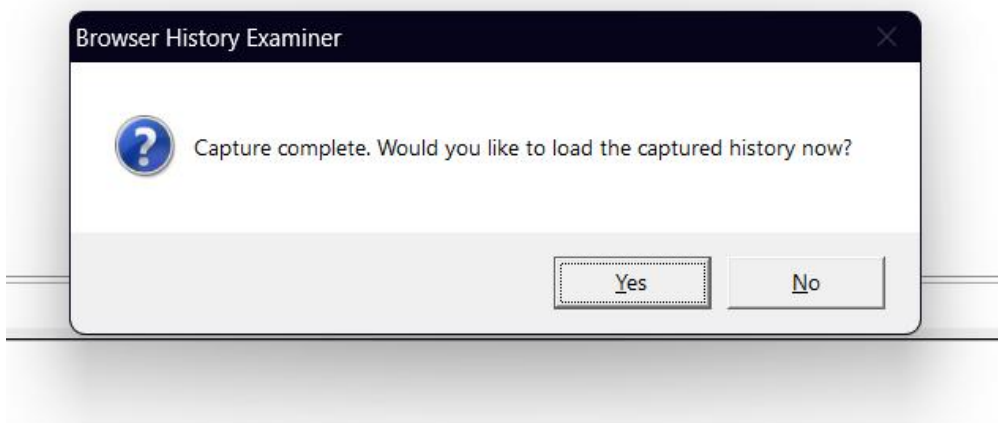 Browser History Examiner
Capture complete. Would you like to load the captured history now?
Yes
No